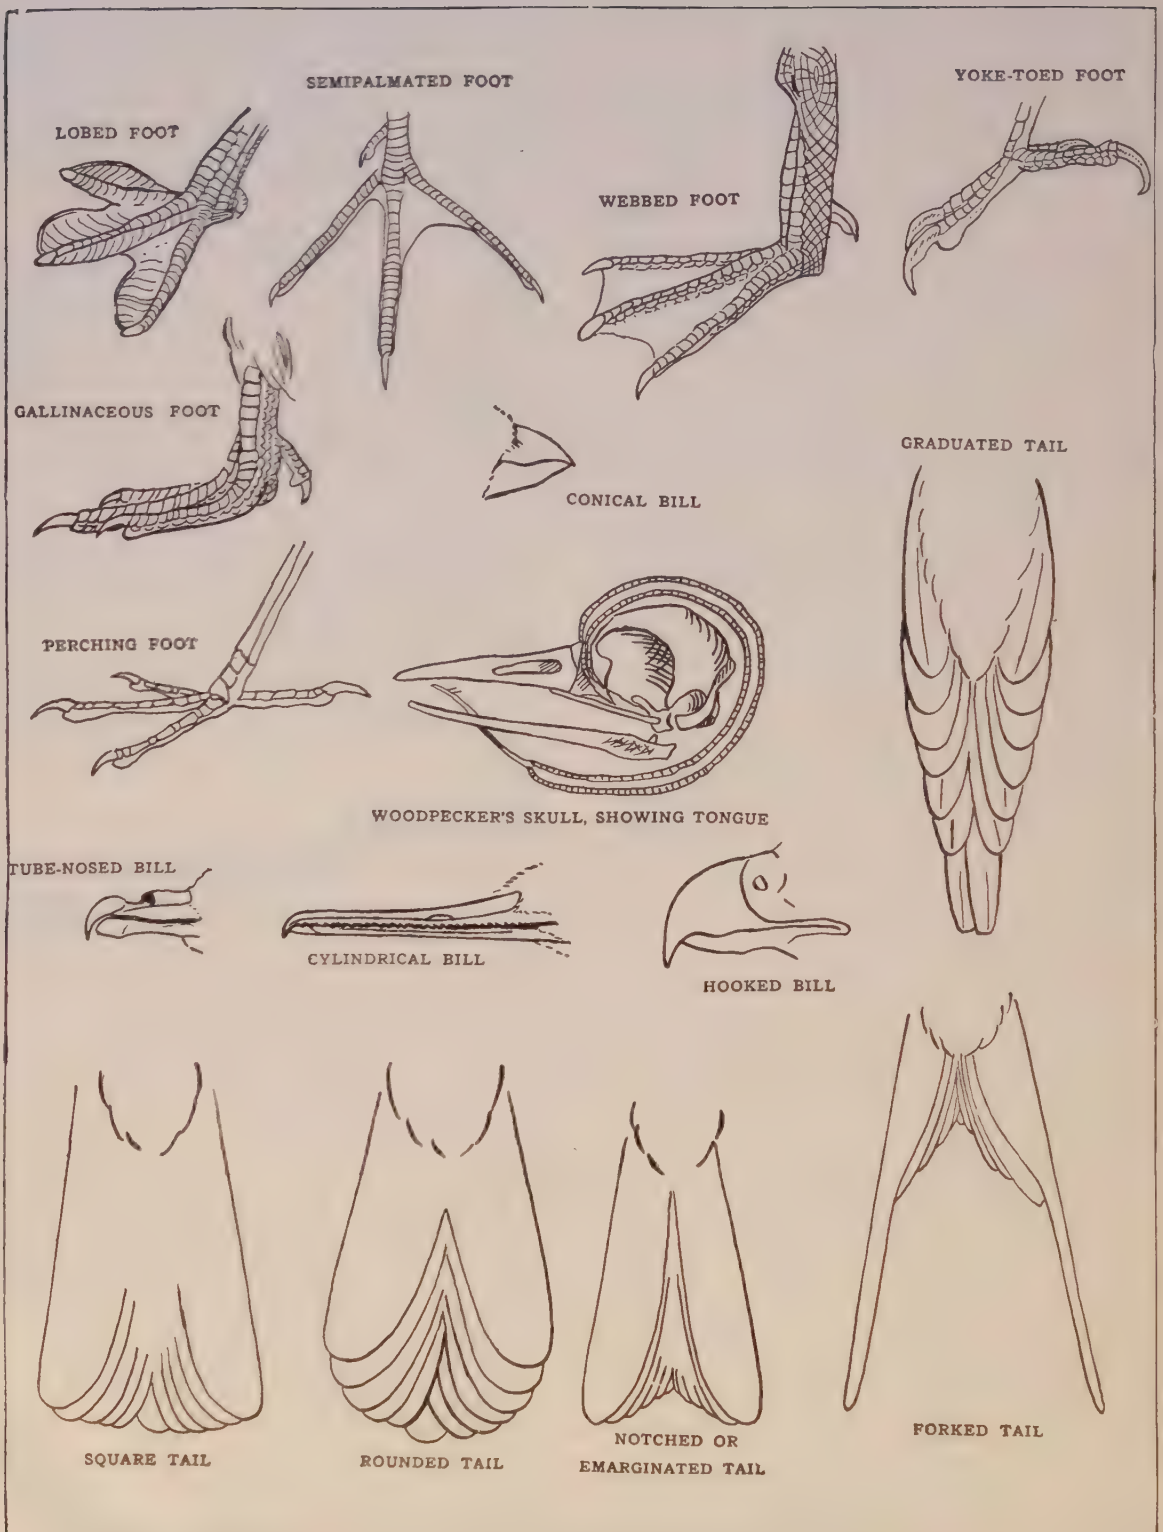 SEMIPALMATED FOOT
YOKE-TOED FOOT
LOBED FOOT
WEBBED FOOT
GALLINACEOUS FOOT
GRADUATED TAIL
CONICAL BILL
PERCHING FOOT
WOODPECKER'S SKULL, SHOWING TONGUE
TUBE-NOSED BILL
CYLINDRICAL BILL
HOOKED BILL
FORKED TAIL
SQUARE TAIL
ROUNDED TAIL
NOTCHED OR
EMARGINATED TAIL